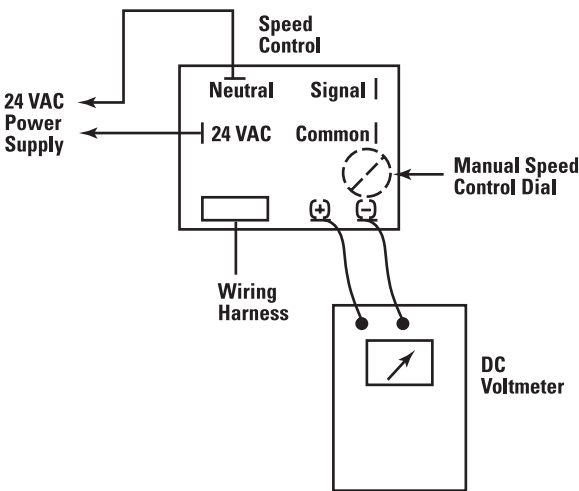 Speed
Control
Neutral
Signal
24 VAC
Power
Supply
24 VAC
Common
Manual Speed
Control Dial
(+)
(-)
Wiring
Harness
DC
Voltmeter